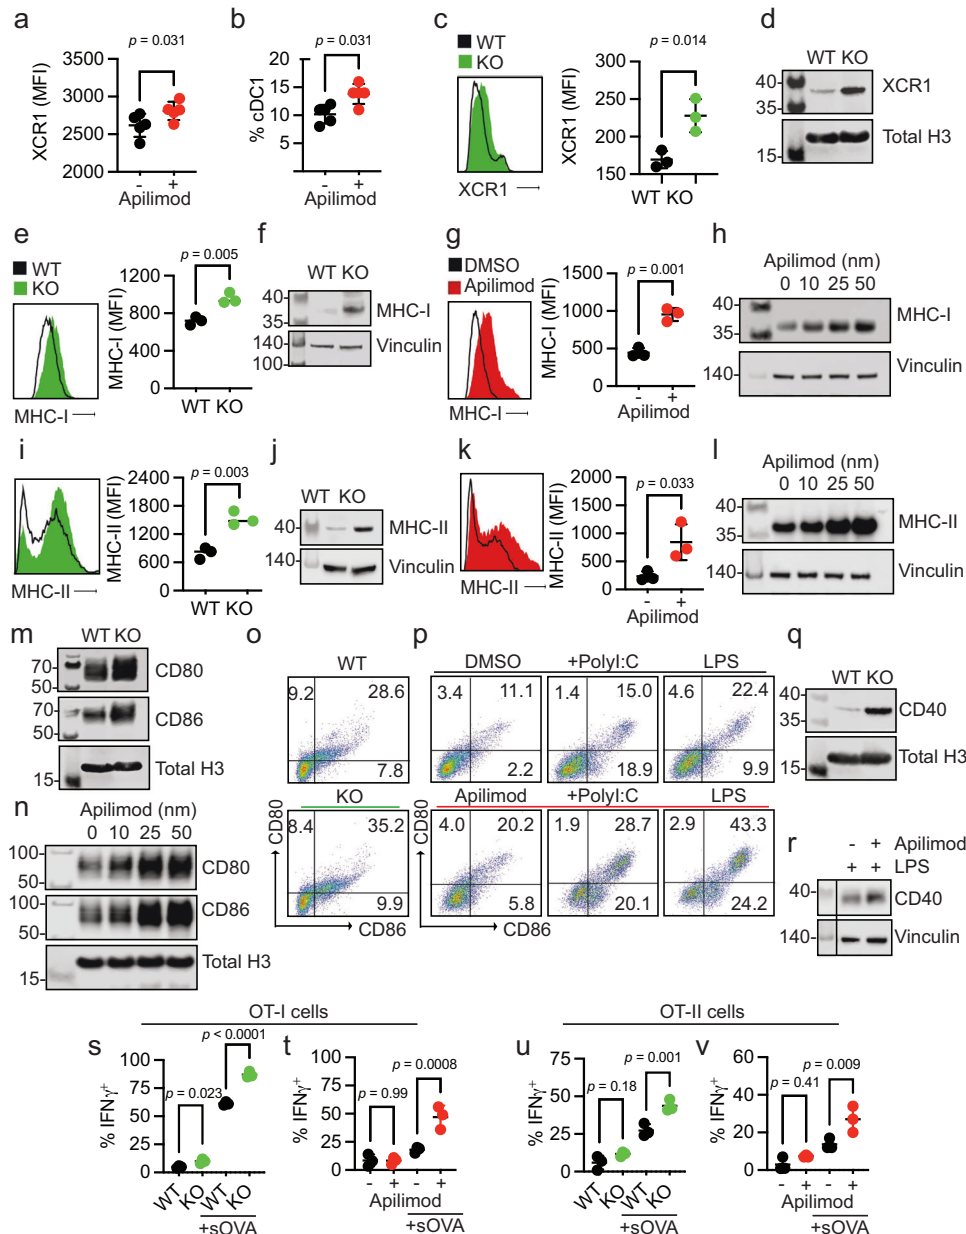 a
p = 0.031
XCR1 (MFI)
3500
3000
2500
2000
- +
Apilimod
b
p = 0.031
% cDC1
20
15
10
5
- +
Apilimod
c
WT
KO
XCR1
p = 0.014
XCR1 (MFI)
300
250
200
150
WT KO
d
WT KO
40
35
15
XCR1
Total H3
e
WT
KO
MHC-I
p = 0.005
MHC-I (MFI)
1200
800
400
0
WT KO
f
WT KO
40
35
140
100
MHC-I
Vinculin
g
DMSO
Apilimod
MHC-I
p = 0.001
MHC-I (MFI)
1500
1000
500
0
- +
Apilimod
h
Apilimod (nm)
0 10 25 50
40
35
140
MHC-I
Vinculin
i
MHC-II
p = 0.003
MHC-II (MFI)
2400
1800
1200
600
0
WT KO
j
WT KO
40
140
MHC-II
Vinculin
k
MHC-II
p = 0.033
MHC-II (MFI)
2000
1500
1000
500
0
- +
Apilimod
l
Apilimod (nm)
0 10 25 50
40
35
140
MHC-II
Vinculin
m
WT KO
70
50
CD80
70
50
CD86
15
Total H3
n
Apilimod (nm)
0 10 25 50
100
50
CD80
100
50
CD86
15
Total H3
o
WT
9.2 28.6
7.8
KO
8.4 35.2
9.9
CD80
CD86
p
DMSO +PolyI:C LPS
3.4 11.1
2.2
1.4 15.0
18.9
4.6 22.4
9.9
Apilimod +PolyI:C LPS
4.0 20.2
5.8
1.9 28.7
20.1
2.9 43.3
24.2
CD80
CD86
q
WT KO
40
35
15
CD40
Total H3
r
- + Apilimod
+ + LPS
40
140
CD40
Vinculin
OT-I cells
s
p < 0.0001
p = 0.023
% IFNγ+
100
75
50
25
0
WT KO WT KO
+sOVA
t
p = 0.0008
p = 0.99
% IFNγ+
100
75
50
25
0
- + - +
Apilimod
+sOVA
OT-II cells
u
p = 0.001
p = 0.18
% IFNγ+
75
50
25
0
WT KO WT KO
+sOVA
v
p = 0.009
p = 0.41
% IFNγ+
60
40
20
0
- + - +
Apilimod
+sOVA